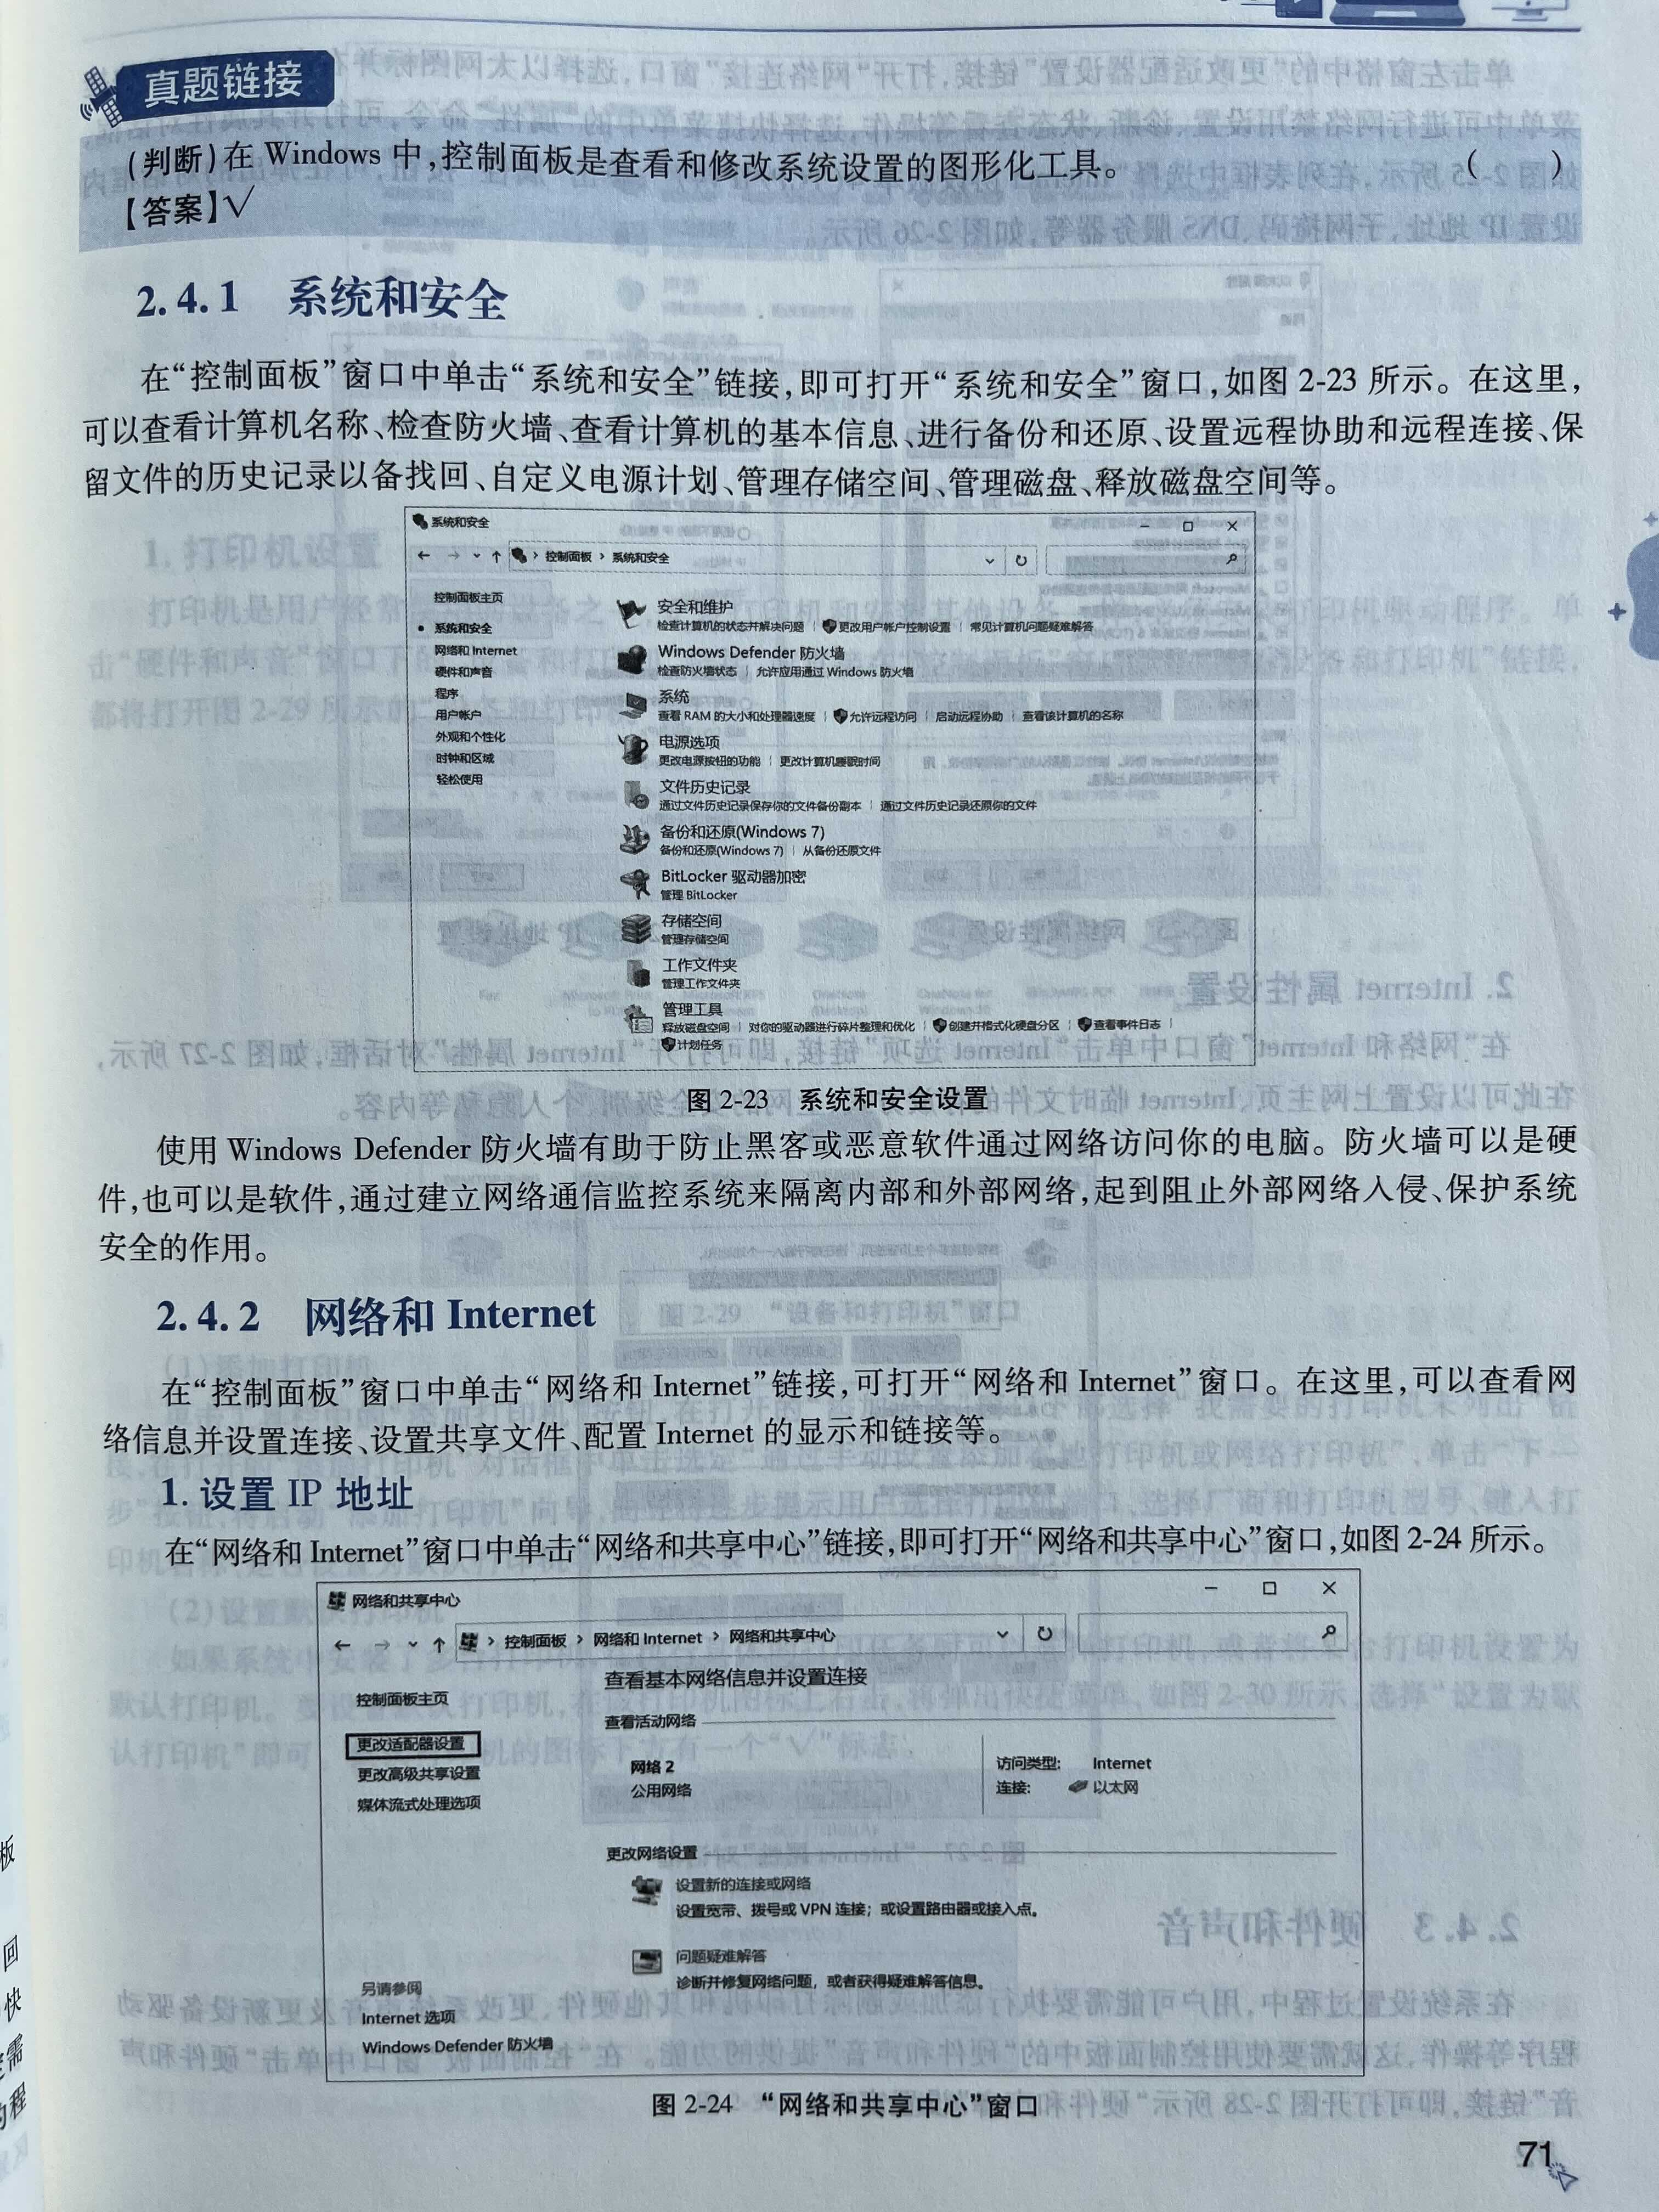 真题链接
(判断)在 Windows 中,控制面板是查看和修改系统设置的图形化工具。 ( )
【答案】√
2.4.1 系统和安全
在“控制面板”窗口中单击“系统和安全”链接,即可打开“系统和安全”窗口,如图 2-23 所示。在这里,
可以查看计算机名称、检查防火墙、查看计算机的基本信息、进行备份和还原、设置远程协助和远程连接、保
留文件的历史记录以备找回、自定义电源计划、管理存储空间、管理磁盘、释放磁盘空间等。
系统和安全
控制面板 > 系统和安全
控制面板主页
系统和安全
网络和 Internet
硬件和声音
程序
用户帐户
外观和个性化
时钟和区域
轻松使用
安全和维护
检查计算机的状态并解决问题 | 更改用户帐户控制设置 | 常见计算机问题疑难解答
Windows Defender 防火墙
检查防火墙状态 | 允许应用通过 Windows 防火墙
系统
查看 RAM 的大小和处理器速度 | 允许远程访问 | 启动远程协助 | 查看该计算机的名称
电源选项
更改电源按钮的功能 | 更改计算机睡眠时间
文件历史记录
通过文件历史记录保存你的文件备份副本 | 通过文件历史记录还原你的文件
备份和还原(Windows 7)
备份和还原(Windows 7) | 从备份还原文件
BitLocker 驱动器加密
管理 BitLocker
存储空间
管理存储空间
工作文件夹
管理工作文件夹
管理工具
释放磁盘空间 | 对你的驱动器进行碎片整理和优化 | 创建并格式化硬盘分区 | 查看事件日志 |
计划任务
图 2-23 系统和安全设置
使用 Windows Defender 防火墙有助于防止黑客或恶意软件通过网络访问你的电脑。防火墙可以是硬
件,也可以是软件,通过建立网络通信监控系统来隔离内部和外部网络,起到阻止外部网络入侵、保护系统
安全的作用。
2.4.2 网络和 Internet
在“控制面板”窗口中单击“网络和 Internet”链接,可打开“网络和 Internet”窗口。在这里,可以查看网
络信息并设置连接、设置共享文件、配置 Internet 的显示和链接等。
1. 设置 IP 地址
在“网络和 Internet”窗口中单击“网络和共享中心”链接,即可打开“网络和共享中心”窗口,如图 2-24 所示。
网络和共享中心
控制面板 > 网络和 Internet > 网络和共享中心
控制面板主页
更改适配器设置
更改高级共享设置
媒体流式处理选项
查看基本网络信息并设置连接
查看活动网络
网络 2
公用网络
访问类型: Internet
连接: 以太网
更改网络设置
设置新的连接或网络
设置宽带、拨号或 VPN 连接；或设置路由器或接入点。
问题疑难解答
诊断并修复网络问题，或者获得疑难解答信息。
另请参阅
Internet 选项
Windows Defender 防火墙
图 2-24 “网络和共享中心”窗口
71